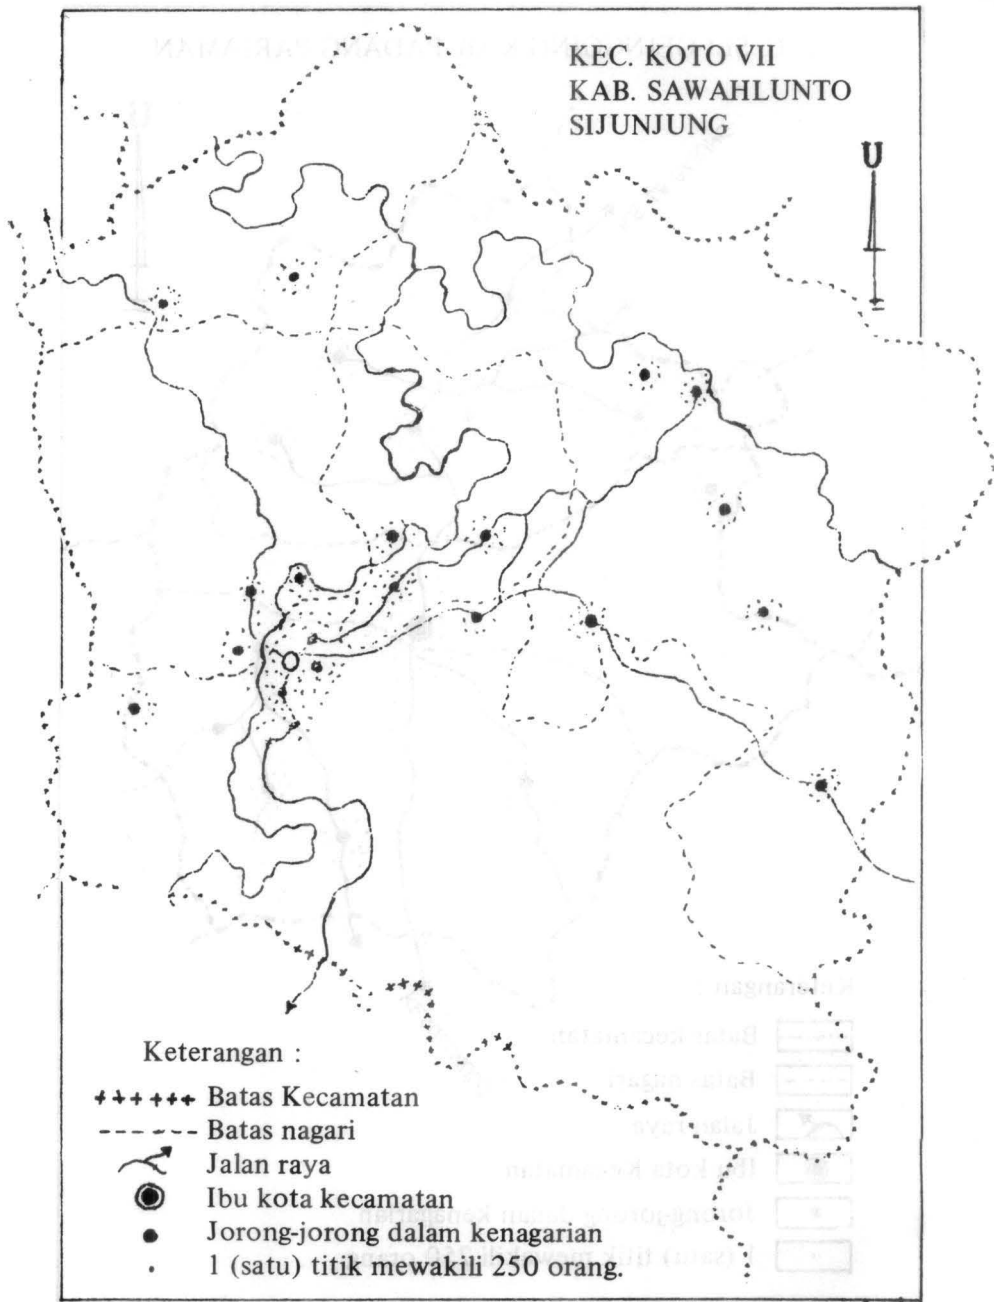 KEC. KOTO VII
KAB. SAWAHLUNTO
SIJUNJUNG
U
Keterangan :
Batas Kecamatan
Batas nagari
Jalan raya
Ibu kota kecamatan
Jorong-jorong dalam kenagarian
1 (satu) titik mewakili 250 orang.